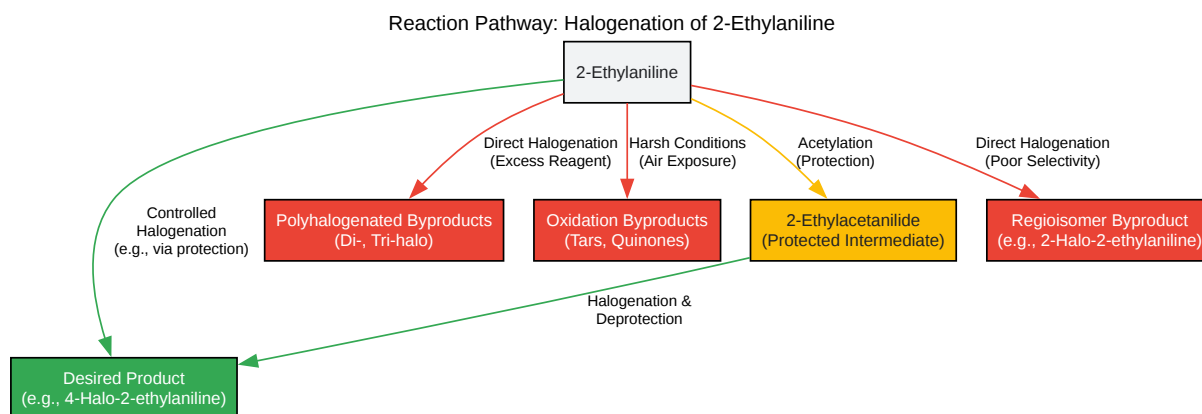 Reaction Pathway: Halogenation of 2-Ethylaniline
2-Ethylaniline
Direct Halogenation
(Excess Reagent)
Harsh Conditions
(Air Exposure)
Acetylation
(Protection)
Direct Halogenation
(Poor Selectivity)
Controlled
Halogenation
(e.g., via protection)
Polyhalogenated Byproducts
(Di-, Tri-halo)
Oxidation Byproducts
(Tars, Quinones)
2-Ethylacetanilide
(Protected Intermediate)
Regioisomer Byproduct
(e.g., 2-Halo-2-ethylaniline)
Halogenation &
Deprotection
Desired Product
(e.g., 4-Halo-2-ethylaniline)